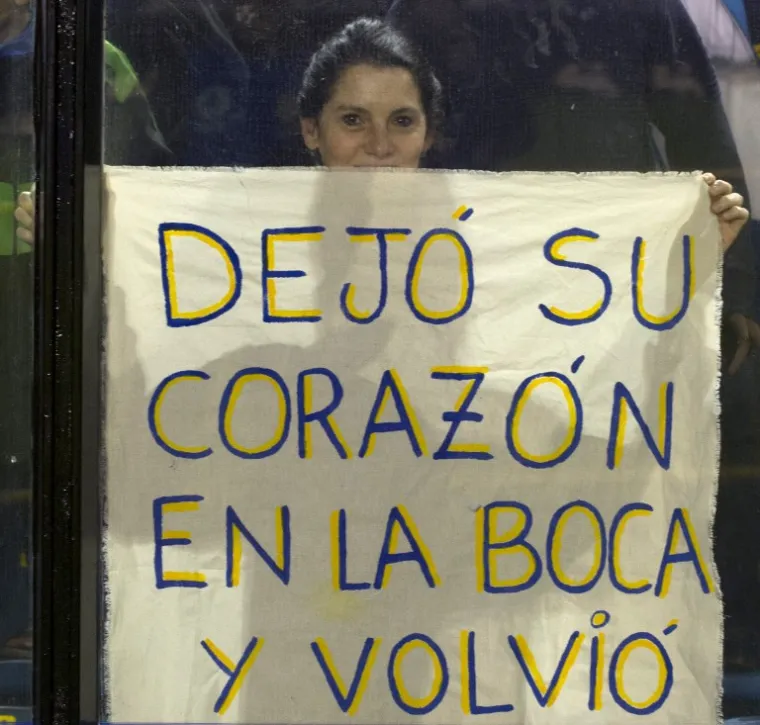 DEJÓ SU
CORAZÓN
EN LA BOCA
Y VOLVIÓ